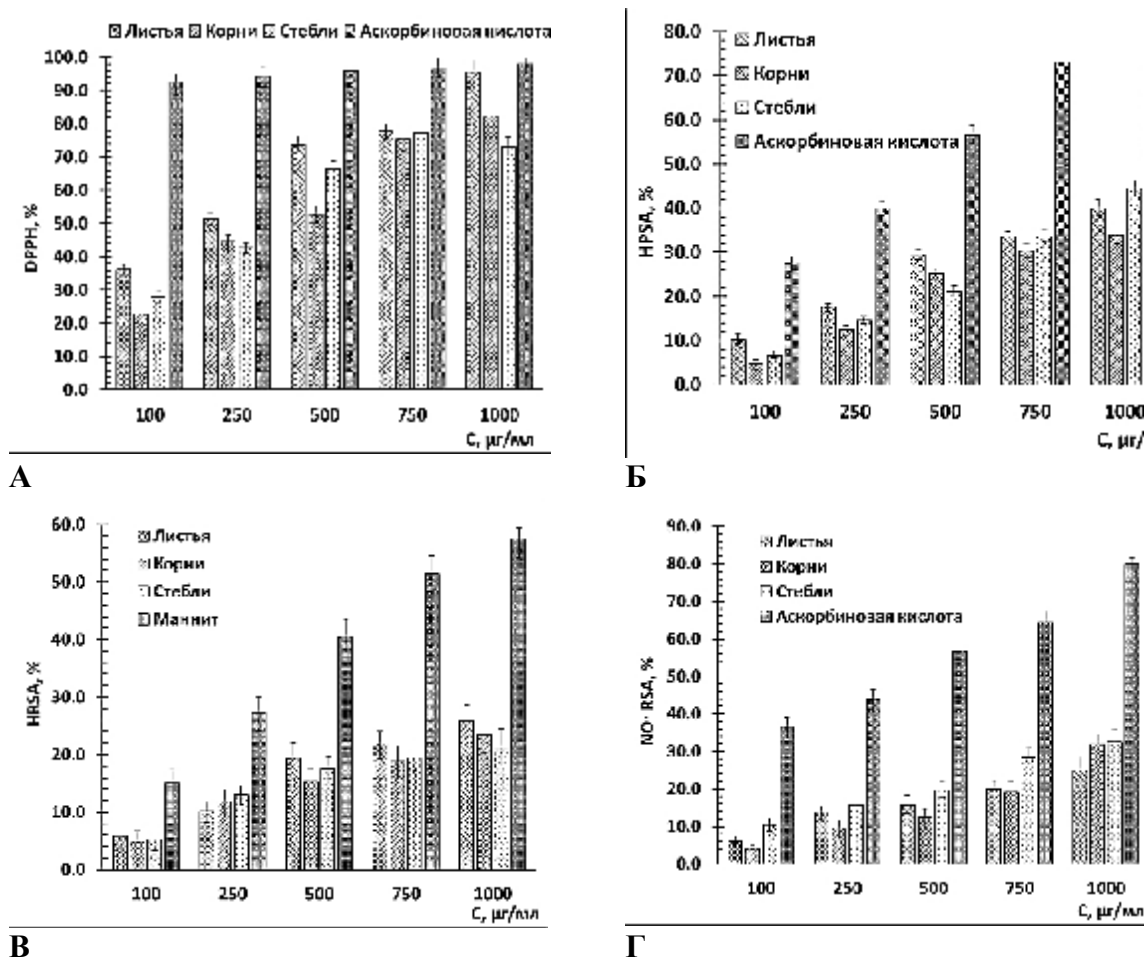 Листья Корни Стебли Аскорбиновая кислота
DPPH, %
100.0
90.0
80.0
70.0
60.0
50.0
40.0
30.0
20.0
10.0
0.0
100 250 500 750 1000
С, µг/мл
А
Листья
Корни
Стебли
Аскорбиновая кислота
HPSA, %
80.0
70.0
60.0
50.0
40.0
30.0
20.0
10.0
0.0
100 250 500 750 1000
С, µг/
Б
Листья
Корни
Стебли
Маннит
HRSA, %
60.0
50.0
40.0
30.0
20.0
10.0
0.0
100 250 500 750 1000
С, µг/мл
В
Листья
Корни
Стебли
Аскорбиновая кислота
NO· RSA, %
90.0
80.0
70.0
60.0
50.0
40.0
30.0
20.0
10.0
0.0
100 250 500 750 1000
С, µг/мл
Г